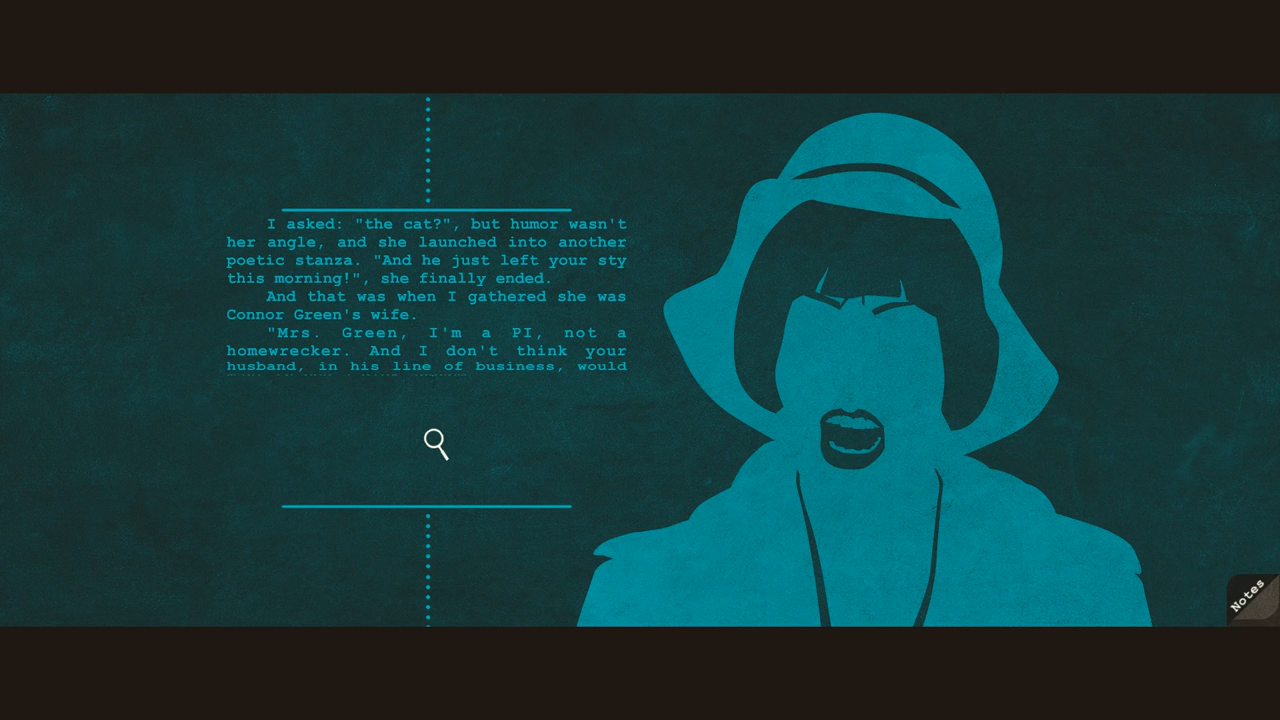 I asked: "the cat?", but humor wasn't
her angle, and she launched into another
poetic stanza. "And he just left your sty
this morning!", she finally ended.
And that was when I gathered she was
Connor Green's wife.
"Mrs. Green, I'm a PI, not a
homewrecker. And I don't think your
husband, in his line of business, would
Notes